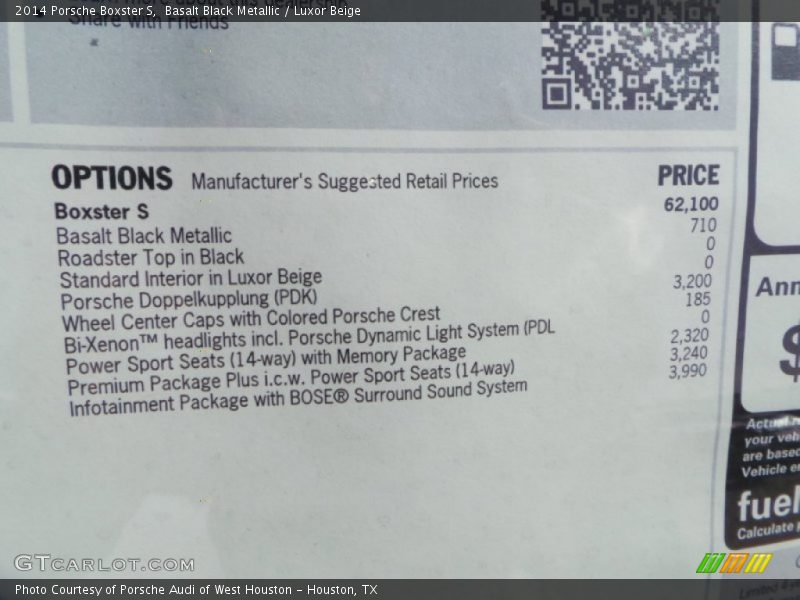 2014 Porsche Boxster S, Basalt Black Metallic / Luxor Beige
about this dealership
Share with Friends
OPTIONS Manufacturer's Suggested Retail Prices PRICE
Boxster S 62,100
Basalt Black Metallic 710
Roadster Top in Black 0
Standard Interior in Luxor Beige 0
Porsche Doppelkupplung (PDK) 3,200
Wheel Center Caps with Colored Porsche Crest 185
Bi-Xenon™ headlights incl. Porsche Dynamic Light System (PDL 0
Power Sport Seats (14-way) with Memory Package 2,320
Premium Package Plus i.c.w. Power Sport Seats (14-way) 3,240
Infotainment Package with BOSE® Surround Sound System 3,990
Ann
$
Actual
your veh
are based
Vehicle e
fuel
Calculate
GTCARLOT.COM
Photo Courtesy of Porsche Audi of West Houston - Houston, TX